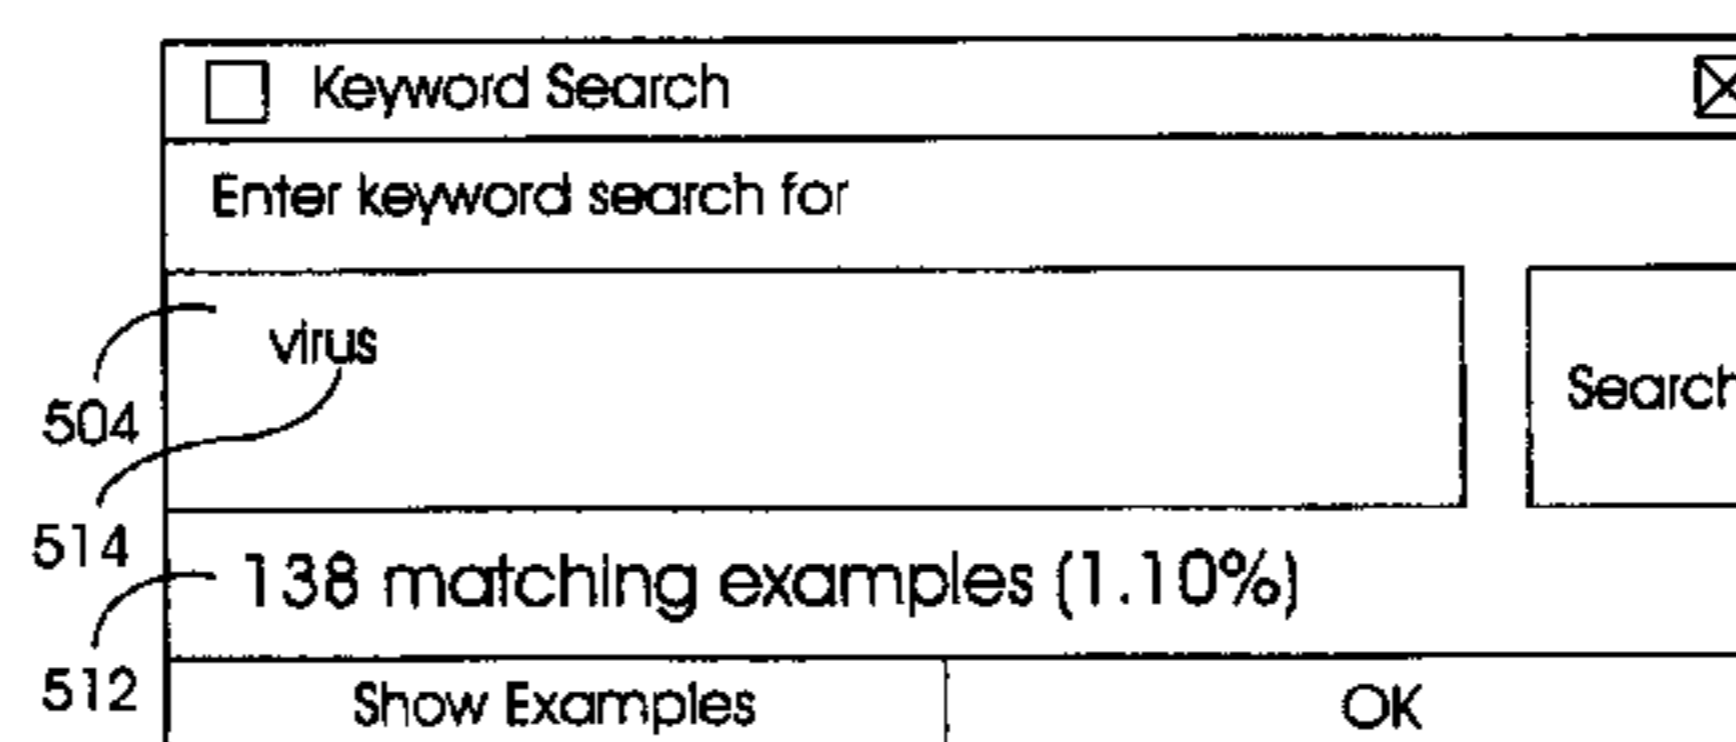 Keyword Search
Enter keyword search for
virus
Search
504
514
138 matching examples (1.10%)
512
Show Examples
OK